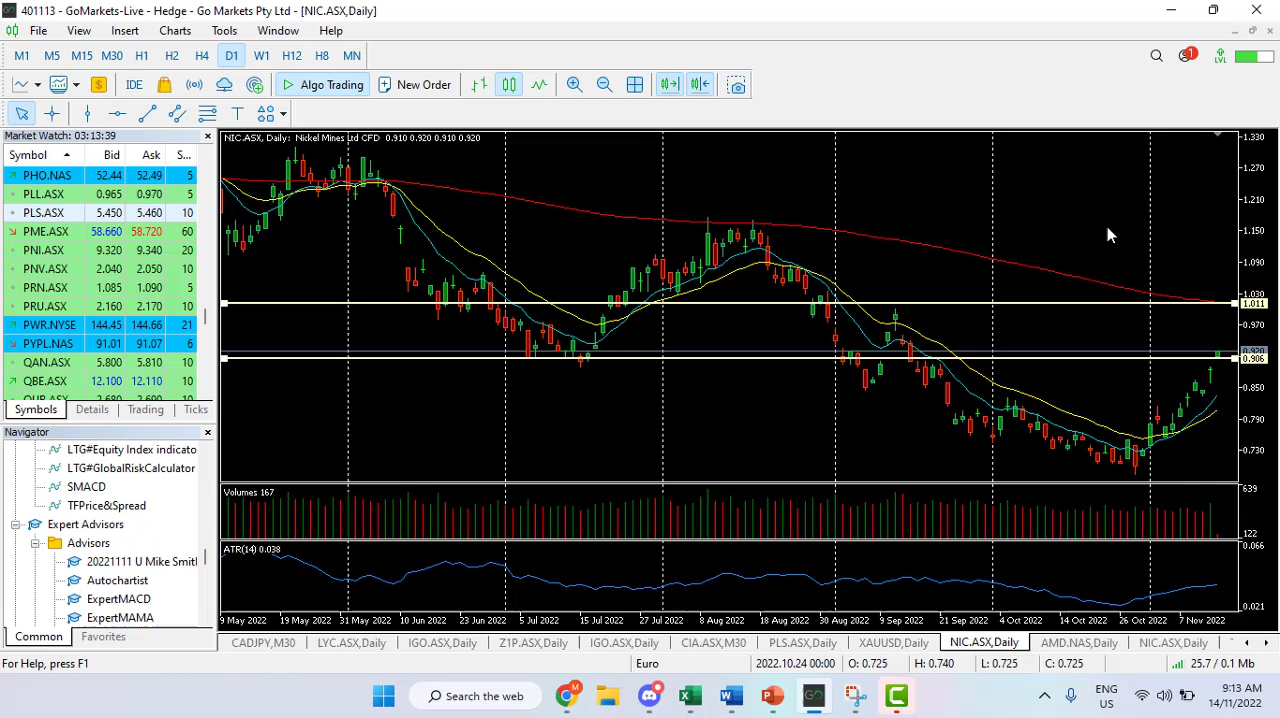 401113 - GoMarkets-Live - Hedge - Go Markets Pty Ltd - [NIC.ASX,Daily]
File View Insert Charts Tools Window Help
M1 M5 M15 M30 H1 H2 H4 D1 W1 H12 H8 MN
1 LVL
IDE Algo Trading New Order
Market Watch: 03:13:39
Symbol Bid Ask S...
PHO.NAS 52.44 52.49 5
PLL.ASX 0.965 0.970 5
PLS.ASX 5.450 5.460 10
PME.ASX 58.660 58.720 60
PNI.ASX 9.320 9.340 20
PNV.ASX 2.040 2.050 10
PRN.ASX 1.085 1.090 5
PRU.ASX 2.160 2.170 10
PWR.NYSE 144.45 144.66 21
PYPL.NAS 91.01 91.07 6
QAN.ASX 5.800 5.810 10
QBE.ASX 12.100 12.110 10
Symbols Details Trading Ticks
Navigator
LTG#Equity Index indicato
LTG#GlobalRiskCalculator
SMACD
TFPrice&Spread
Expert Advisors
Advisors
20221111 U Mike Smitl
Autochartist
ExpertMACD
ExpertMAMA
Common Favorites
NIC.ASX, Daily: Nickel Mines Ltd CFD 0.910 0.920 0.910 0.920
1.330
1.270
1.210
1.150
1.090
1.030
1.011
0.970
0.920
0.906
0.850
0.790
0.730
Volumes 167
639
122
ATR(14) 0.038
0.066
0.021
9 May 2022 19 May 2022 31 May 2022 10 Jun 2022 23 Jun 2022 5 Jul 2022 15 Jul 2022 27 Jul 2022 8 Aug 2022 18 Aug 2022 30 Aug 2022 9 Sep 2022 21 Sep 2022 4 Oct 2022 14 Oct 2022 26 Oct 2022 7 Nov 2022
CADJPY,M30 LYC.ASX,Daily IGO.ASX,Daily Z1P.ASX,Daily IGO.ASX,Daily CIA.ASX,M30 PLS.ASX,Daily XAUUSD,Daily NIC.ASX,Daily AMD.NAS,Daily NIC.ASX,Daily
For Help, press F1 Euro 2022.10.24 00:00 O: 0.725 H: 0.740 L: 0.725 C: 0.725 25.7 / 0.1 Mb
Search the web
ENG
US
9:13 AM
14/11/2022